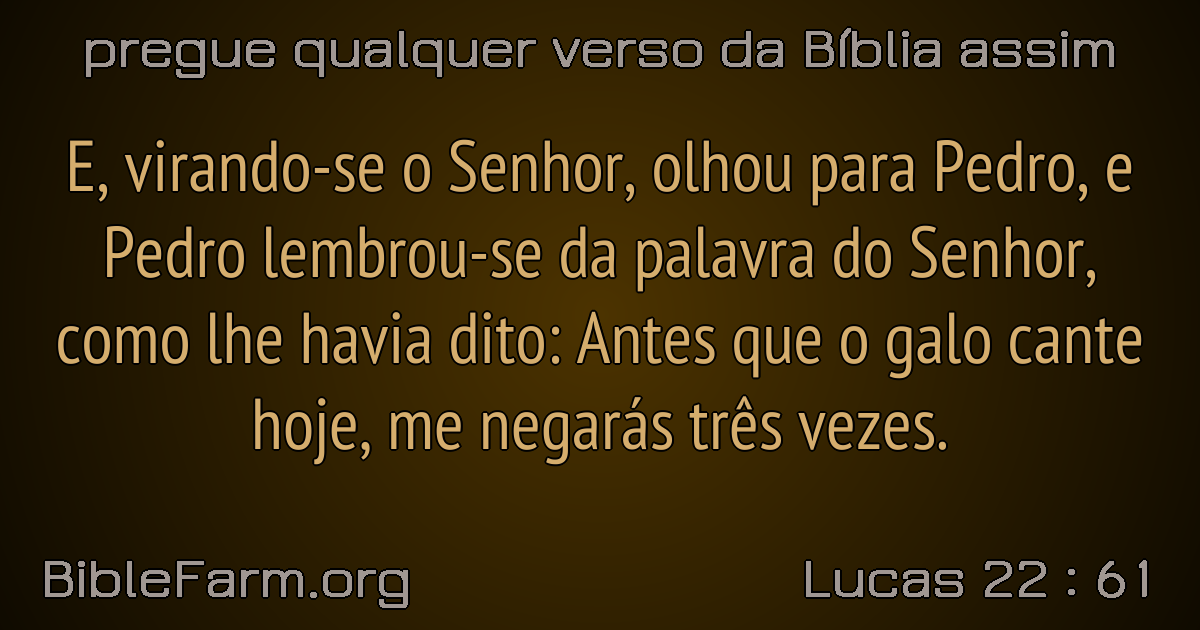 pregue qualquer verso da Bíblia assim
E, virando-se o Senhor, olhou para Pedro, e
Pedro lembrou-se da palavra do Senhor,
como lhe havia dito: Antes que o galo cante
hoje, me negarás três vezes.
BibleFarm.org
Lucas 22 : 61